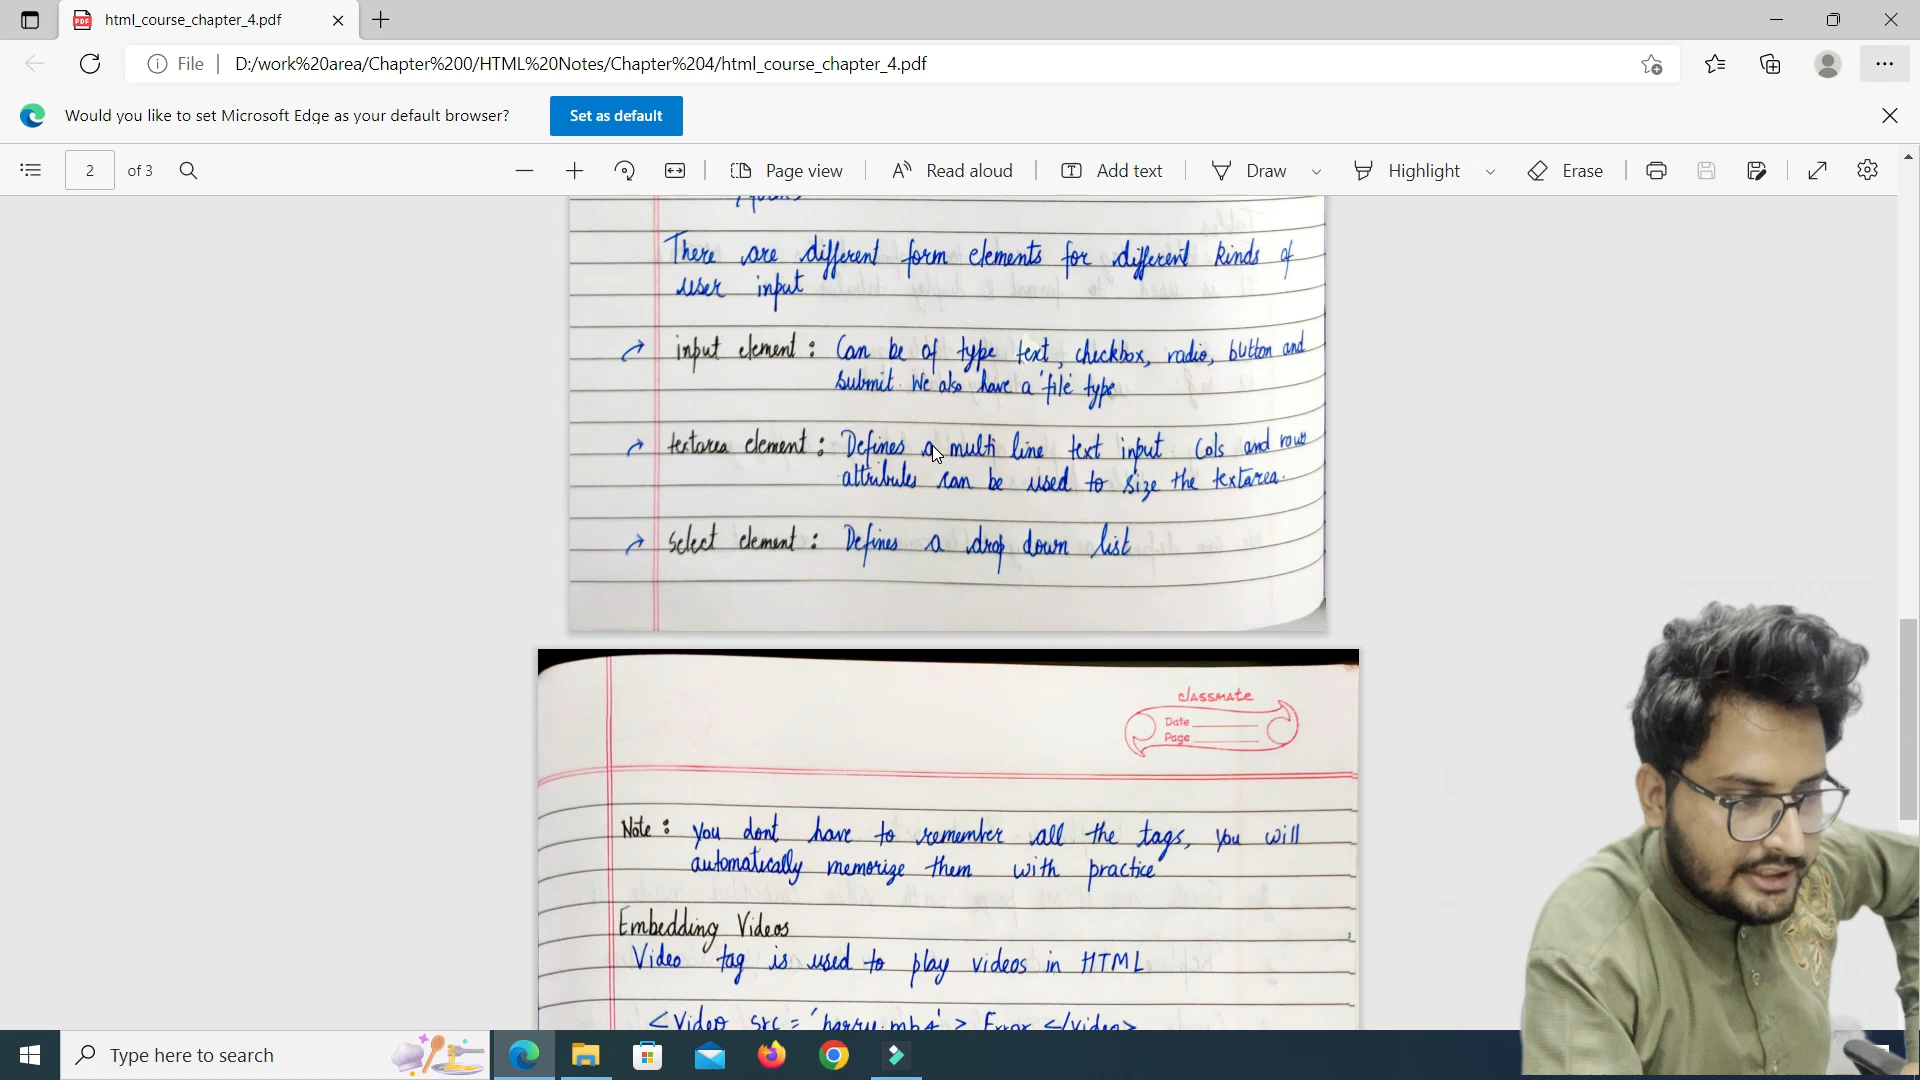 html_course_chapter_4.pdf
File
D:/work%20area/Chapter%200/HTML%20Notes/Chapter%204/html_course_chapter_4.pdf
Would you like to set Microsoft Edge as your default browser?
Set as default
2 of 3
Page view
Read aloud
Add text
Draw
Highlight
Erase
There are different form elements for different kinds of
user input
input element : Can be of type text, checkbox, radio, button and
submit. We also have a 'file' type
textarea element : Defines a multi line text input. Cols and rows
attributes can be used to size the textarea.
Select element : Defines a drop down list
classmate
Date
Page
Note : you dont have to remember all the tags, you will
automatically memorize them with practice
Embedding Videos
Video tag is used to play videos in HTML
<Video src = 'harry.mp4' > Error </video>
Type here to search